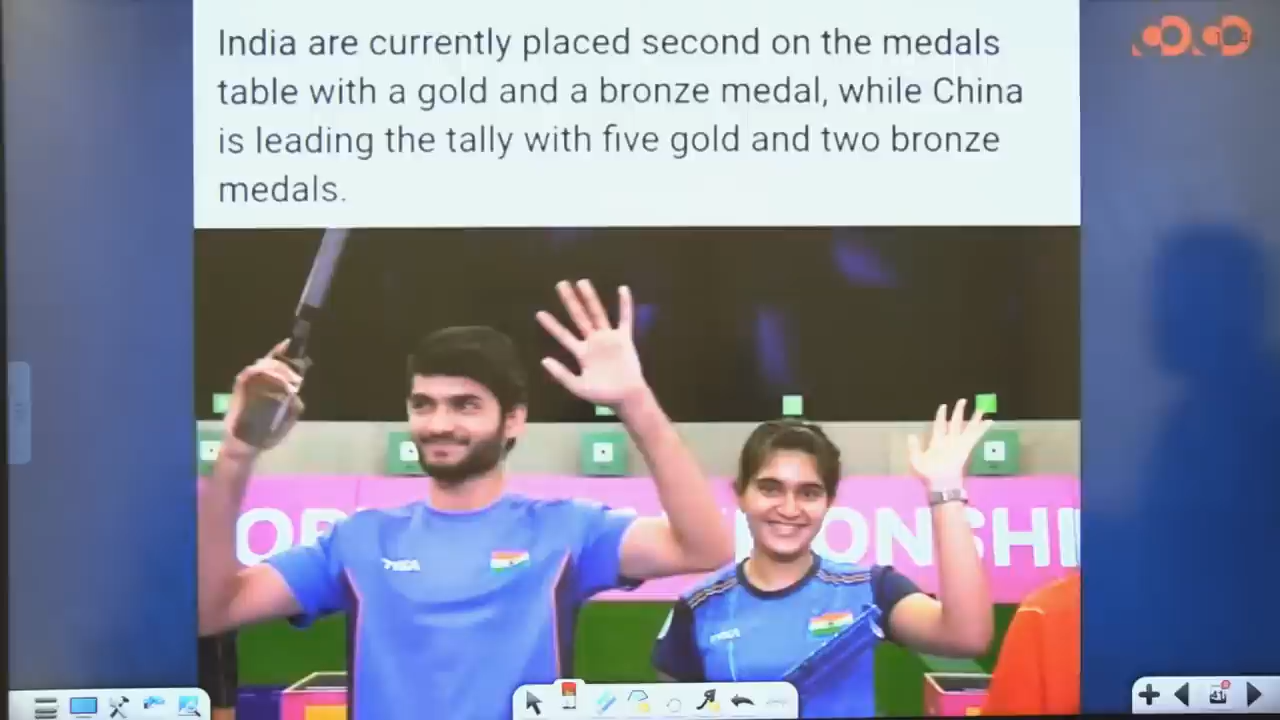 India are currently placed second on the medals
table with a gold and a bronze medal, while China
is leading the tally with five gold and two bronze
medals.
41